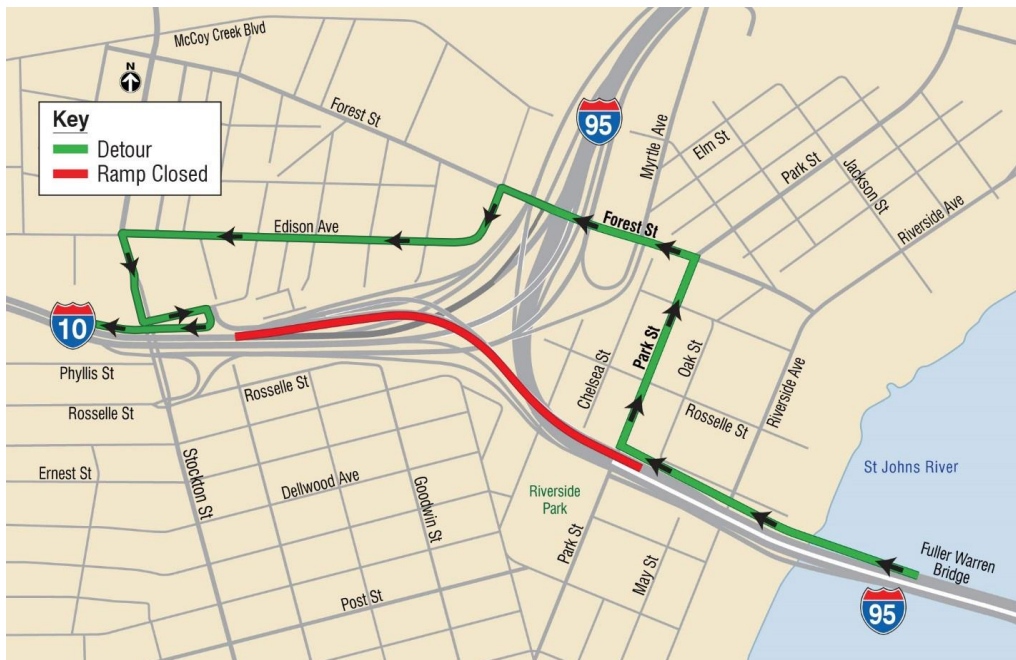 McCoy Creek Blvd
N
Key
Detour
Ramp Closed
Forest St
95
Myrtle Ave
Elm St
Park St
Jackson St
Riverside Ave
Edison Ave
Forest St
10
Phyllis St
Rosselle St
Rosselle St
Ernest St
Stockton St
Dellwood Ave
Goodwin St
Post St
Chelsea St
Park St
Oak St
Rosselle St
Riverside Ave
Riverside
Park
Park St
May St
St Johns River
Fuller Warren
Bridge
95